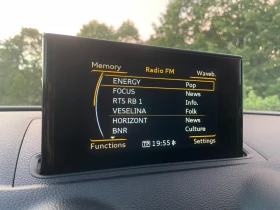 Memory
Radio FM
Waveb.
ENERGY Pop
FOCUS News
RTS RB 1 Info.
VESELINA Folk
HORIZONT News
BNR Culture
Functions
TP 19:55
Settings